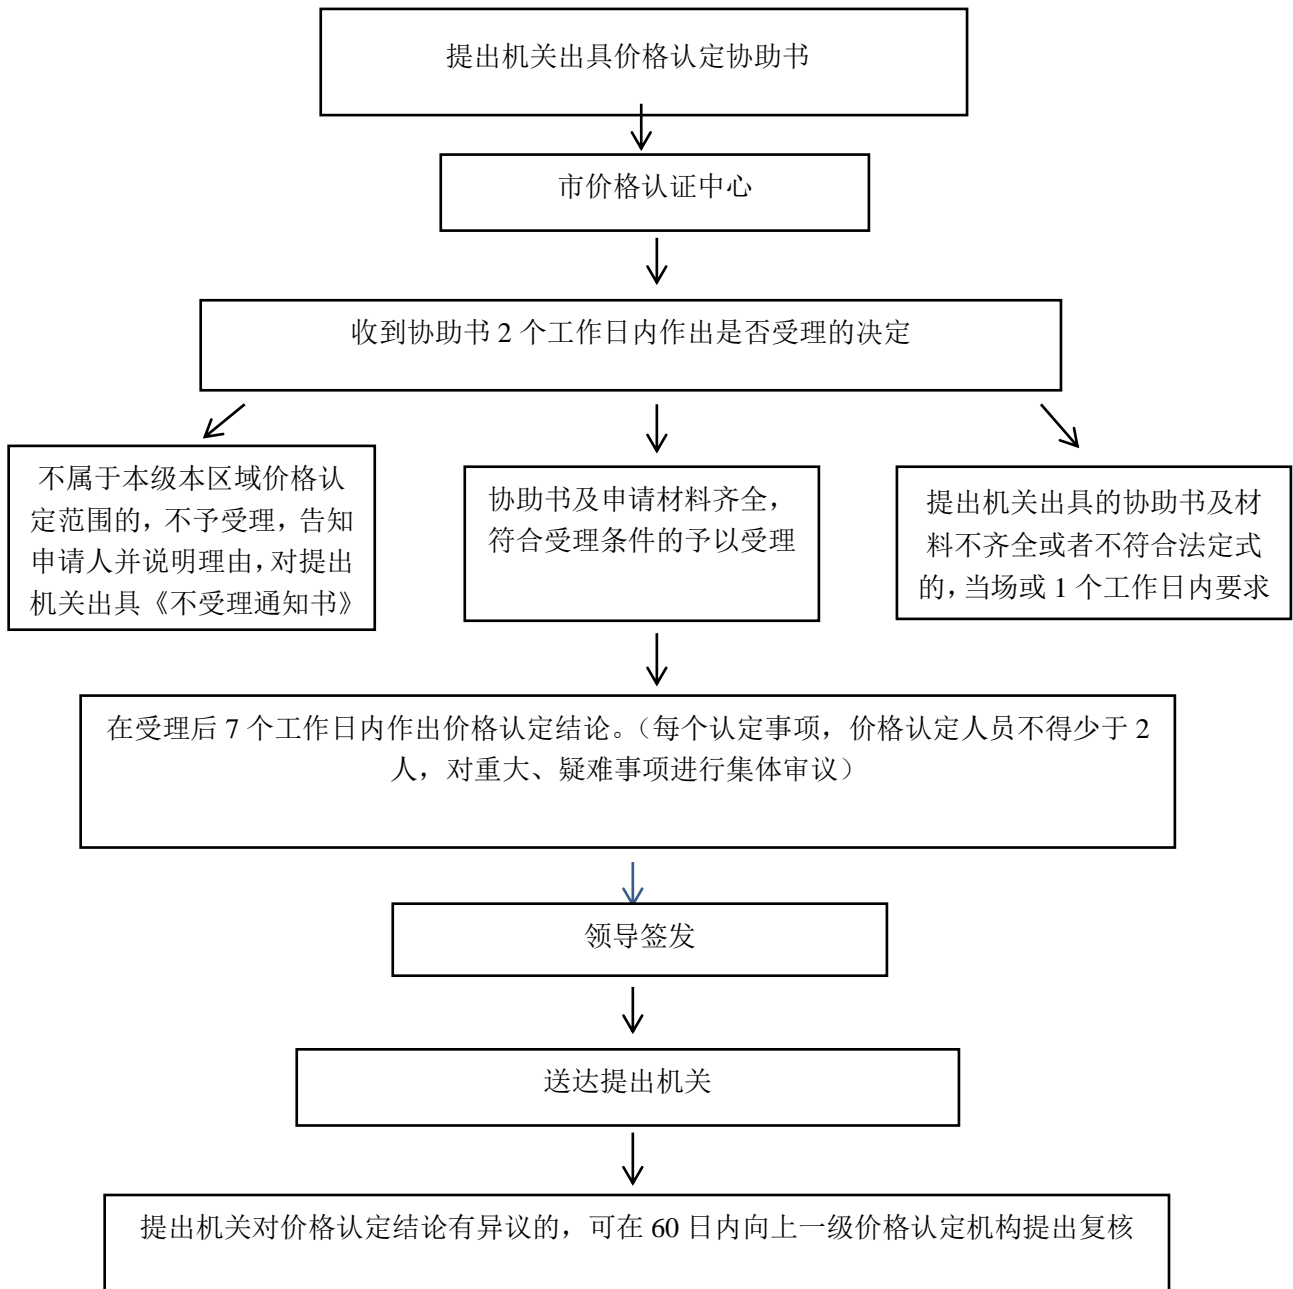 提出机关出具价格认定协助书
市价格认证中心
收到协助书 2 个工作日内作出是否受理的决定
不属于本级本区域价格认
定范围的，不予受理，告知
申请人并说明理由，对提出
机关出具《不受理通知书》
协助书及申请材料齐全，
符合受理条件的予以受理
提出机关出具的协助书及材
料不齐全或者不符合法定式
的，当场或 1 个工作日内要求
在受理后 7 个工作日内作出价格认定结论。（每个认定事项，价格认定人员不得少于 2
人，对重大、疑难事项进行集体审议）
领导签发
送达提出机关
提出机关对价格认定结论有异议的，可在 60 日内向上一级价格认定机构提出复核